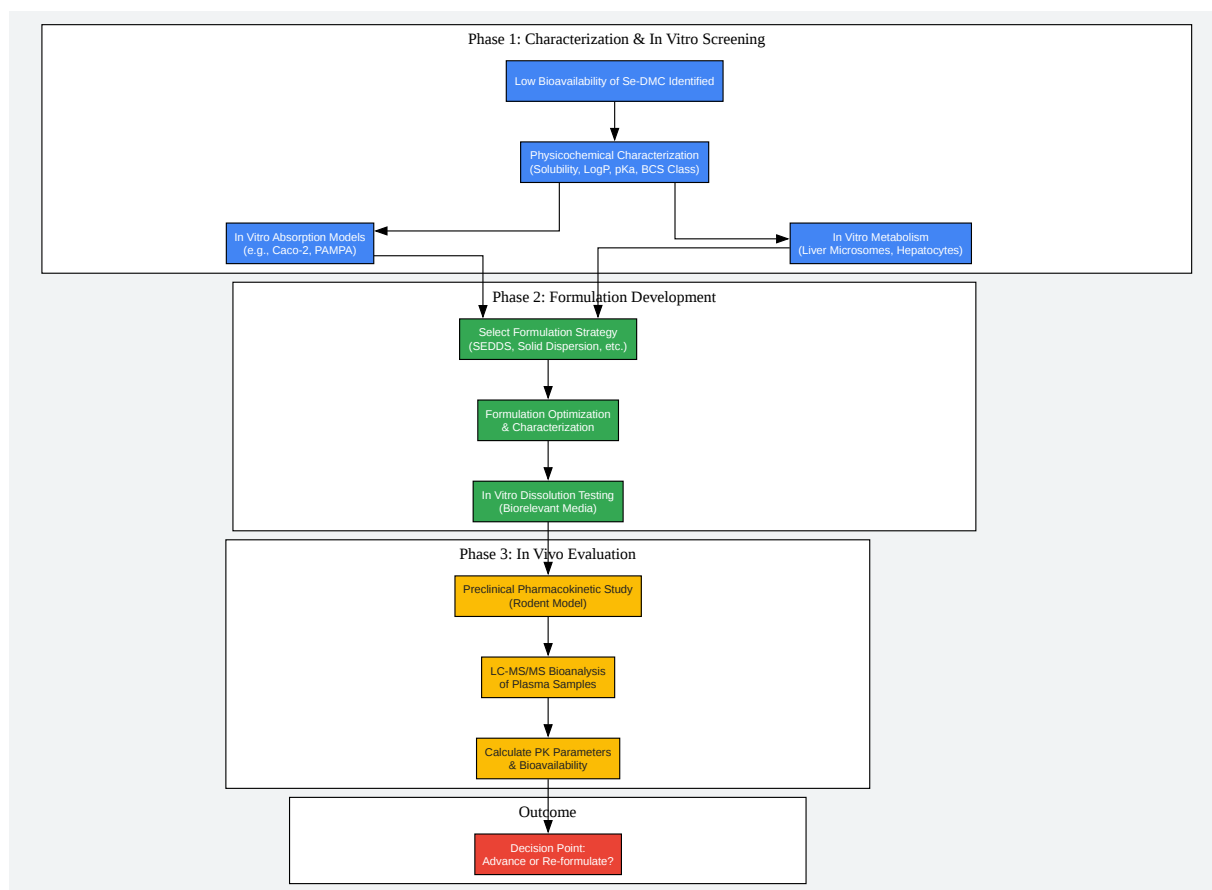 Phase 1: Characterization & In Vitro Screening
Low Bioavailability of Se-DMC Identified
Physicochemical Characterization
(Solubility, LogP, pKa, BCS Class)
In Vitro Absorption Models
(e.g., Caco-2, PAMPA)
In Vitro Metabolism
(Liver Microsomes, Hepatocytes)
Phase 2: Formulation Development
Select Formulation Strategy
(SEDDS, Solid Dispersion, etc.)
Formulation Optimization
& Characterization
In Vitro Dissolution Testing
(Biorelevant Media)
Phase 3: In Vivo Evaluation
Preclinical Pharmacokinetic Study
(Rodent Model)
LC-MS/MS Bioanalysis
of Plasma Samples
Calculate PK Parameters
& Bioavailability
Outcome
Decision Point:
Advance or Re-formulate?